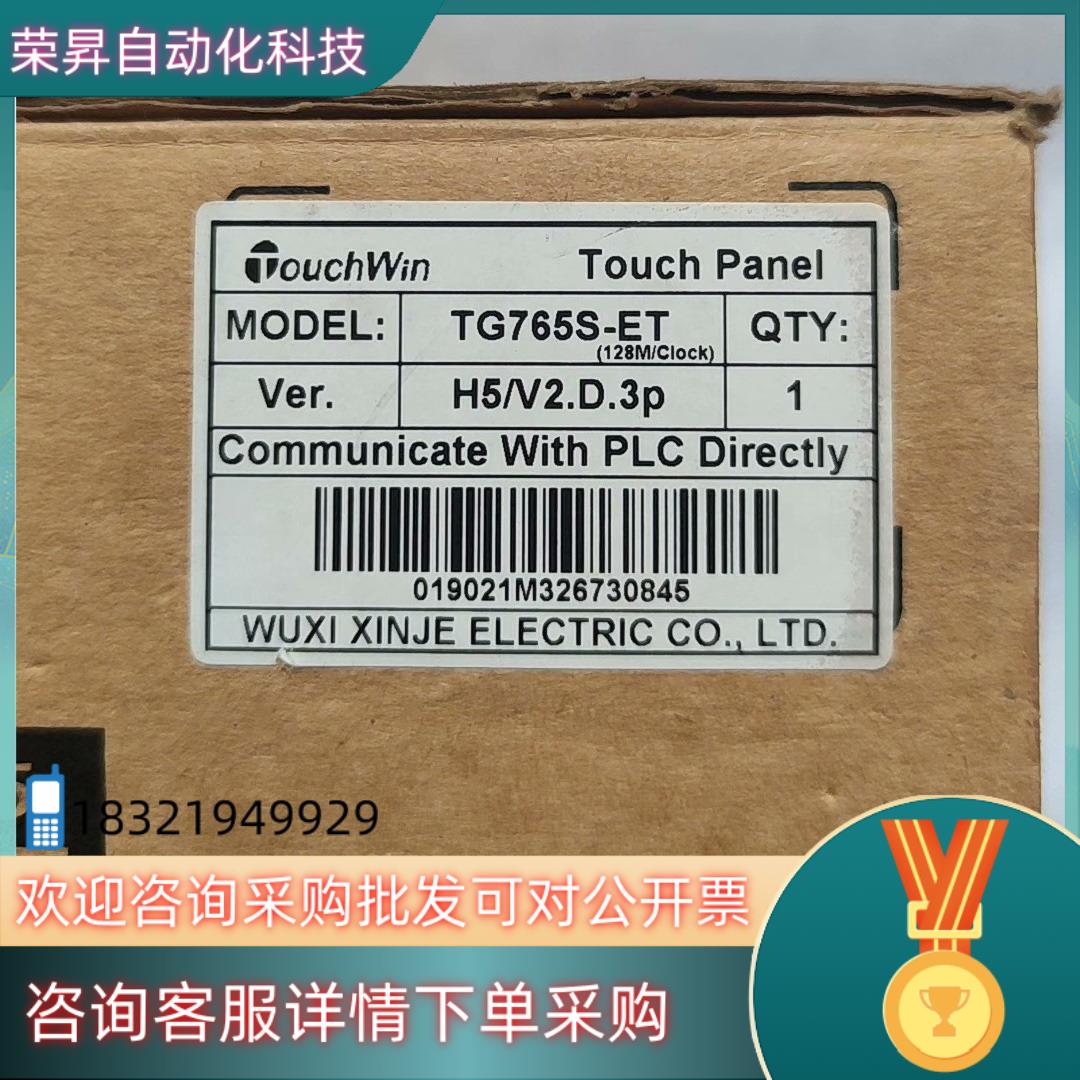 荣昇自动化科技
TouchWin Touch Panel
MODEL: TG765S-ET QTY:
(128M/Clock)
Ver. H5/V2.D.3p 1
Communicate With PLC Directly
019021M326730845
WUXI XINJE ELECTRIC CO., LTD.
18321949929
欢迎咨询采购批发可对公开票
咨询客服详情下单采购